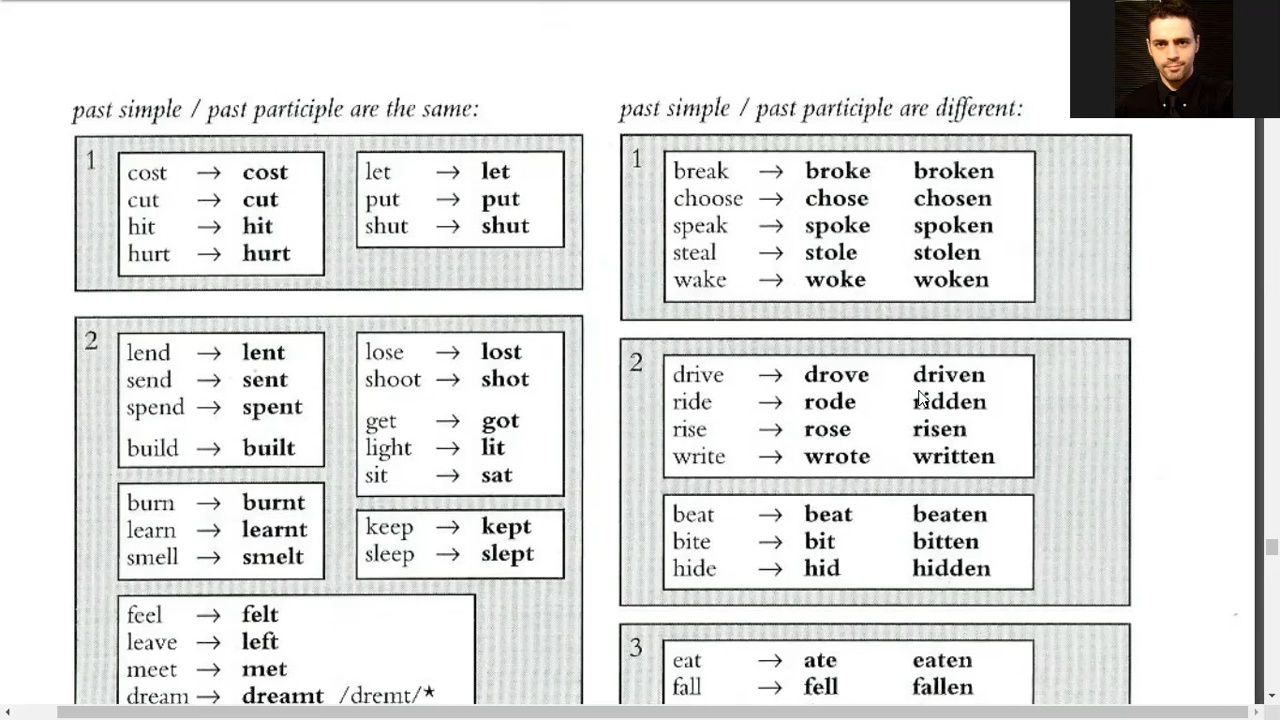 past simple / past participle are the same:
1
cost → cost
cut → cut
hit → hit
hurt → hurt
let → let
put → put
shut → shut
2
lend → lent
send → sent
spend → spent
build → built
lose → lost
shoot → shot
get → got
light → lit
sit → sat
burn → burnt
learn → learnt
smell → smelt
keep → kept
sleep → slept
feel → felt
leave → left
meet → met
dream → dreamt /dremt/★
past simple / past participle are different:
1
break → broke broken
choose → chose chosen
speak → spoke spoken
steal → stole stolen
wake → woke woken
2
drive → drove driven
ride → rode ridden
rise → rose risen
write → wrote written
beat → beat beaten
bite → bit bitten
hide → hid hidden
3
eat → ate eaten
fall → fell fallen